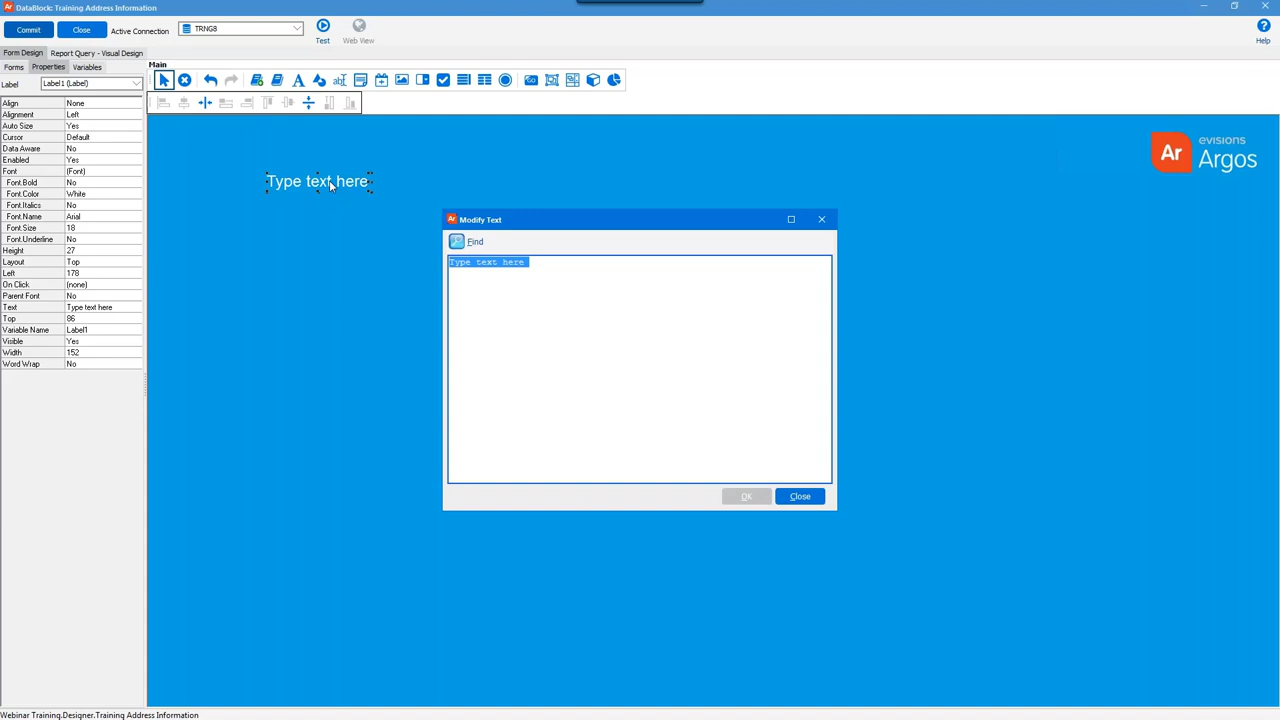 DataBlock: Training Address Information
Commit
Close
Active Connection
TRNG8
Test
Web View
Help
Form Design
Report Query - Visual Design
Forms
Properties
Variables
Main
Label
Label1 (Label)
Align None
Alignment Left
Auto Size Yes
Cursor Default
Data Aware No
Enabled Yes
Font (Font)
Font.Bold No
Font.Color White
Font.Italics No
Font.Name Arial
Font.Size 18
Font.Underline No
Height 27
Layout Top
Left 178
On Click (none)
Parent Font No
Text Type text here
Top 86
Variable Name Label1
Visible Yes
Width 152
Word Wrap No
Type text here
Ar
evisions
Argos
Ar Modify Text
Find
Type text here
OK
Close
Webinar Training.Designer.Training Address Information